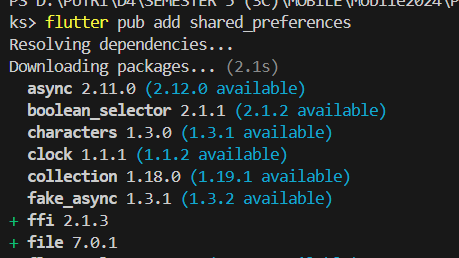 PS D:\PUTRI\D4\SEMESTER 5 (3C)\MOBILE\Mobile2024\P
ks> flutter pub add shared_preferences
Resolving dependencies...
Downloading packages... (2.1s)
async 2.11.0 (2.12.0 available)
boolean_selector 2.1.1 (2.1.2 available)
characters 1.3.0 (1.3.1 available)
clock 1.1.1 (1.1.2 available)
collection 1.18.0 (1.19.1 available)
fake_async 1.3.1 (1.3.2 available)
+ ffi 2.1.3
+ file 7.0.1